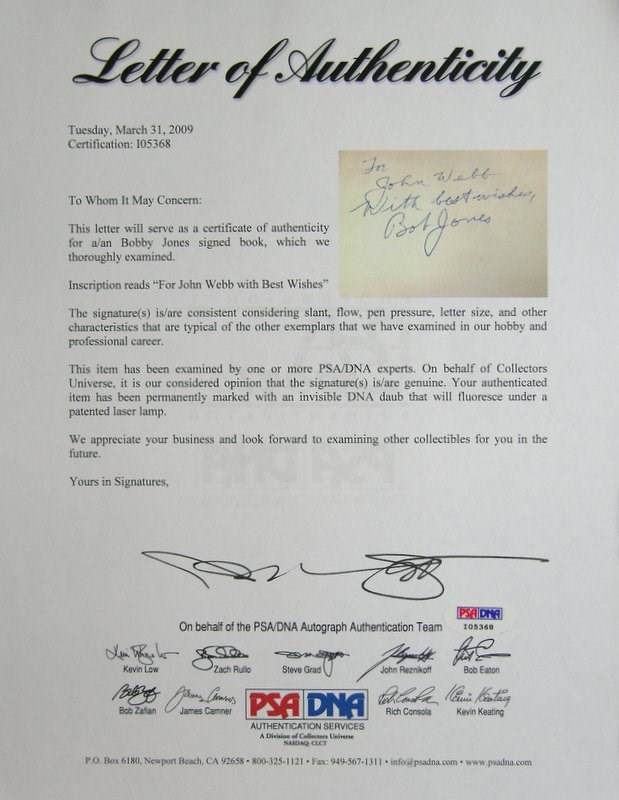 Letter of Authenticity
Tuesday, March 31, 2009
Certification: I05368
For
John Webb
With best wishes,
Bob Jones
To Whom It May Concern:
This letter will serve as a certificate of authenticity
for a/an Bobby Jones signed book, which we
thoroughly examined.
Inscription reads “For John Webb with Best Wishes”
The signature(s) is/are consistent considering slant, flow, pen pressure, letter size, and other
characteristics that are typical of the other exemplars that we have examined in our hobby and
professional career.
This item has been examined by one or more PSA/DNA experts. On behalf of Collectors
Universe, it is our considered opinion that the signature(s) is/are genuine. Your authenticated
item has been permanently marked with an invisible DNA daub that will fluoresce under a
patented laser lamp.
We appreciate your business and look forward to examining other collectibles for you in the
future.
Yours in Signatures,
PSA DNA
I05368
On behalf of the PSA/DNA Autograph Authentication Team
Kevin Low Zach Rullo Steve Grad John Reznikoff Bob Eaton
Bob Zafian James Camner Rich Consola Kevin Keating
PSA DNA
AUTHENTICATION SERVICES
A Division of Collectors Universe
NASDAQ: CLCT
P.O. Box 6180, Newport Beach, CA 92658 • 800-325-1121 • Fax: 949-567-1311 • info@psadna.com • www.psadna.com